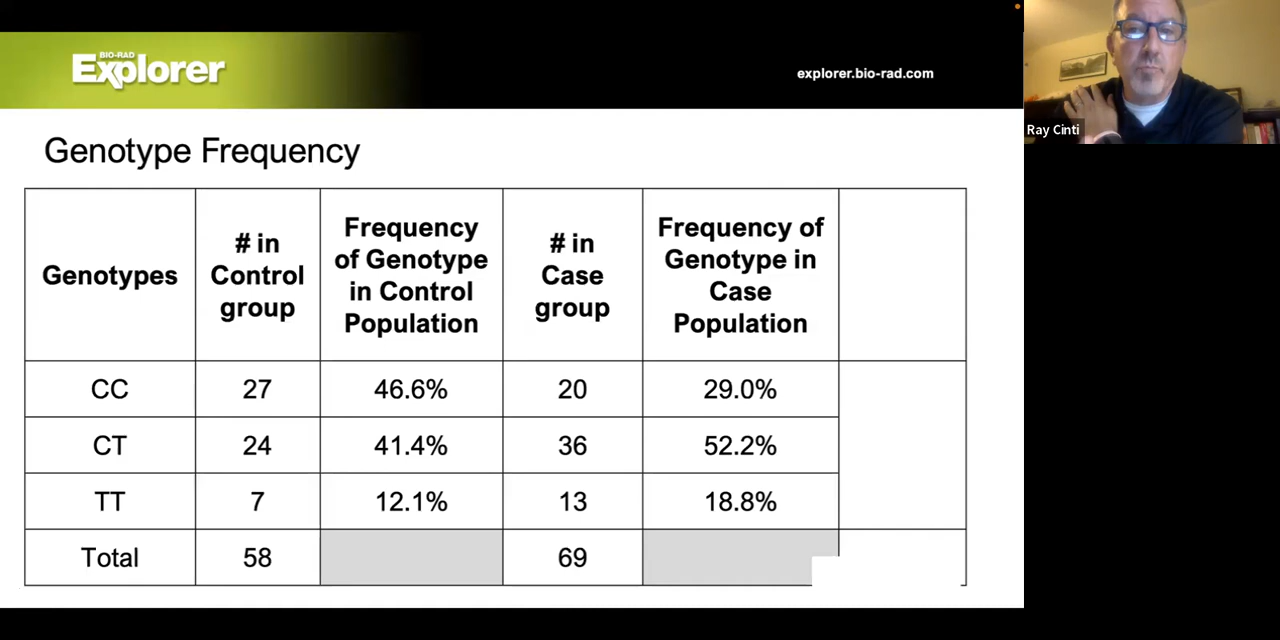 BIO-RAD
Explorer
explorer.bio-rad.com
Ray Cinti
Genotype Frequency
Genotypes
# in
Control
group
Frequency
of Genotype
in Control
Population
# in
Case
group
Frequency of
Genotype in
Case
Population
CC 27 46.6% 20 29.0%
CT 24 41.4% 36 52.2%
TT 7 12.1% 13 18.8%
Total 58 69